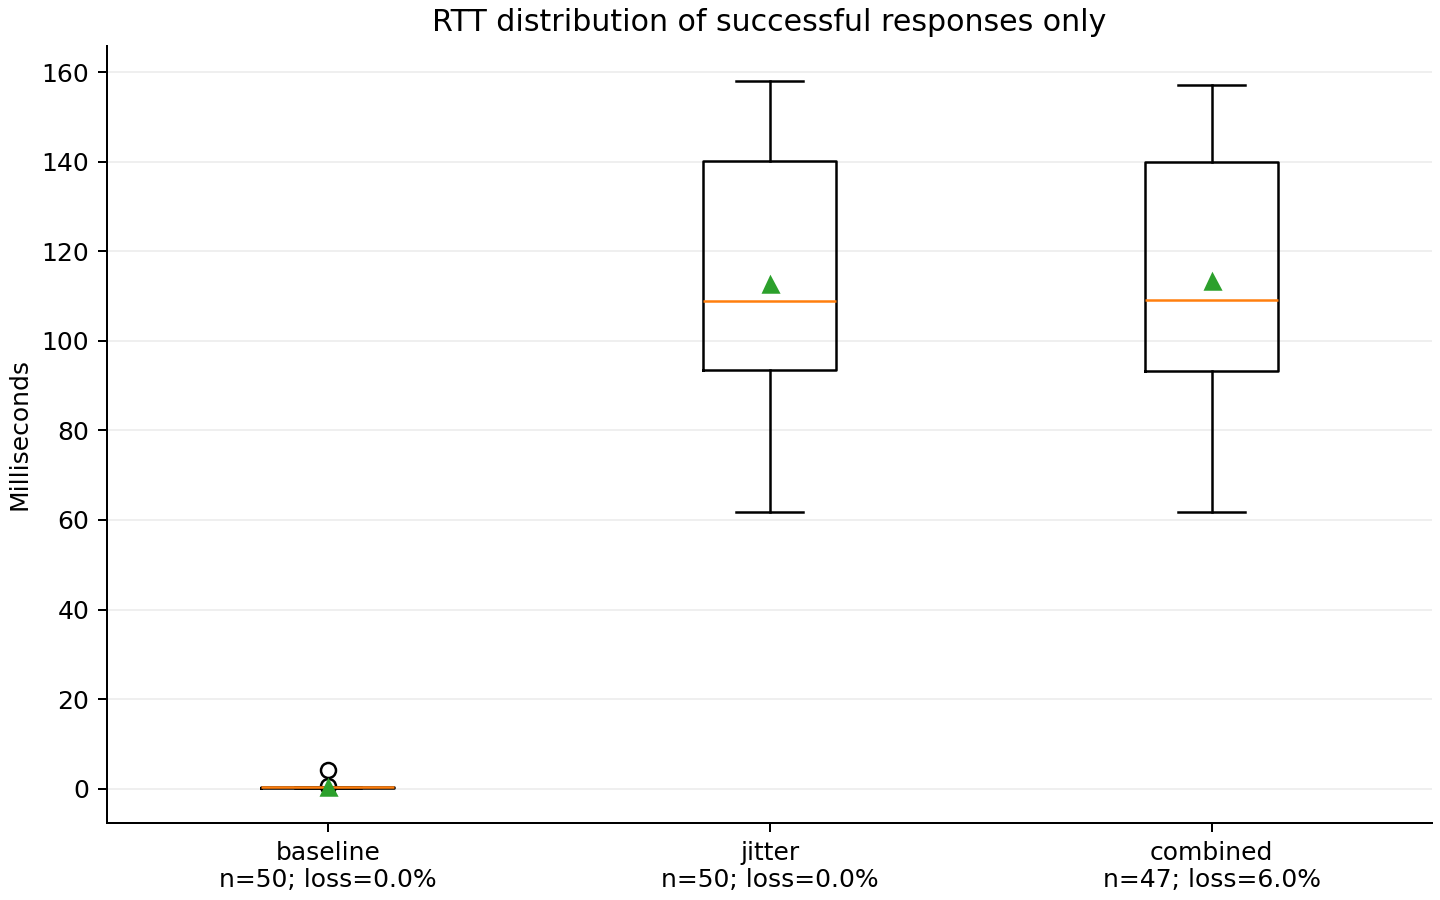 RTT distribution of successful responses only
Milliseconds
160
140
120
100
80
60
40
20
0
baseline
n=50; loss=0.0%
jitter
n=50; loss=0.0%
combined
n=47; loss=6.0%